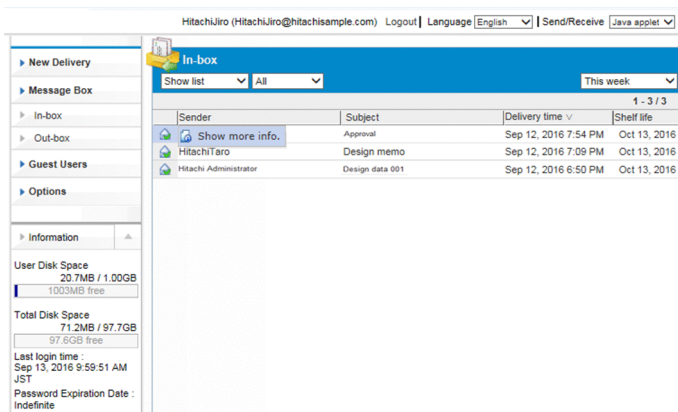 HitachiJiro (HitachiJiro@hitachisample.com) Logout | Language English | Send/Receive Java applet
New Delivery
Message Box
In-box
Out-box
Guest Users
Options
Information
User Disk Space
20.7MB / 1.00GB
1003MB free
Total Disk Space
71.2MB / 97.7GB
97.6GB free
Last login time :
Sep 13, 2016 9:59:51 AM
JST
Password Expiration Date :
Indefinite
In-box
Show list All This week
1 - 3 / 3
Sender Subject Delivery time Shelf life
Show more info. Approval Sep 12, 2016 7:54 PM Oct 13, 2016
HitachiTaro Design memo Sep 12, 2016 7:09 PM Oct 13, 2016
Hitachi Administrator Design data 001 Sep 12, 2016 6:50 PM Oct 13, 2016